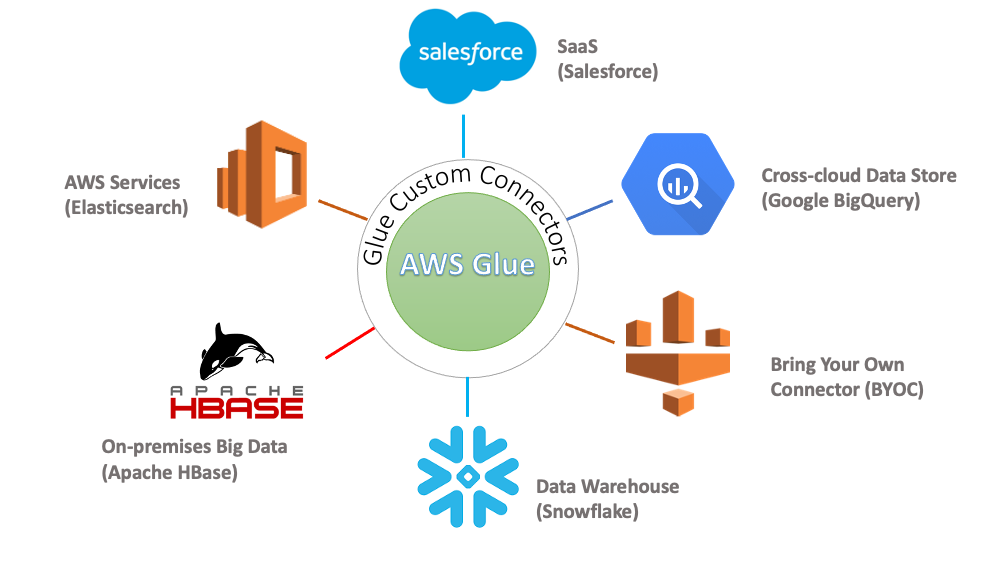 salesforce
SaaS
(Salesforce)
AWS Services
(Elasticsearch)
Glue Custom Connectors
AWS Glue
Cross-cloud Data Store
(Google BigQuery)
APACHE
HBASE
On-premises Big Data
(Apache HBase)
Bring Your Own
Connector (BYOC)
Data Warehouse
(Snowflake)